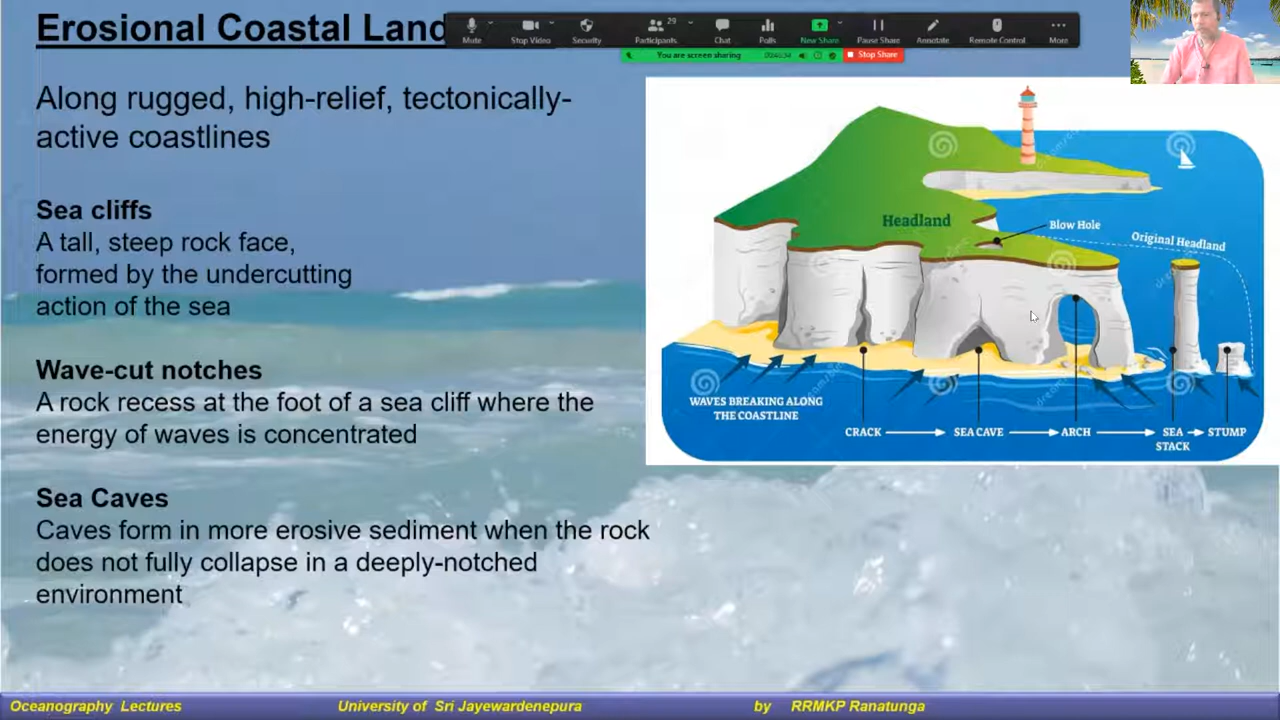 Erosional Coastal Land
Mute
Stop Video
Security
Participants
29
Chat
Polls
New Share
Pause Share
Annotate
Remote Control
More
You are screen sharing
Stop Share
Along rugged, high-relief, tectonically-
active coastlines
Sea cliffs
A tall, steep rock face,
formed by the undercutting
action of the sea
Wave-cut notches
A rock recess at the foot of a sea cliff where the
energy of waves is concentrated
Sea Caves
Caves form in more erosive sediment when the rock
does not fully collapse in a deeply-notched
environment
Headland
Blow Hole
Original Headland
WAVES BREAKING ALONG
THE COASTLINE
CRACK
SEA CAVE
ARCH
SEA
STACK
STUMP
Oceanography Lectures
University of Sri Jayewardenepura
by RRMKP Ranatunga